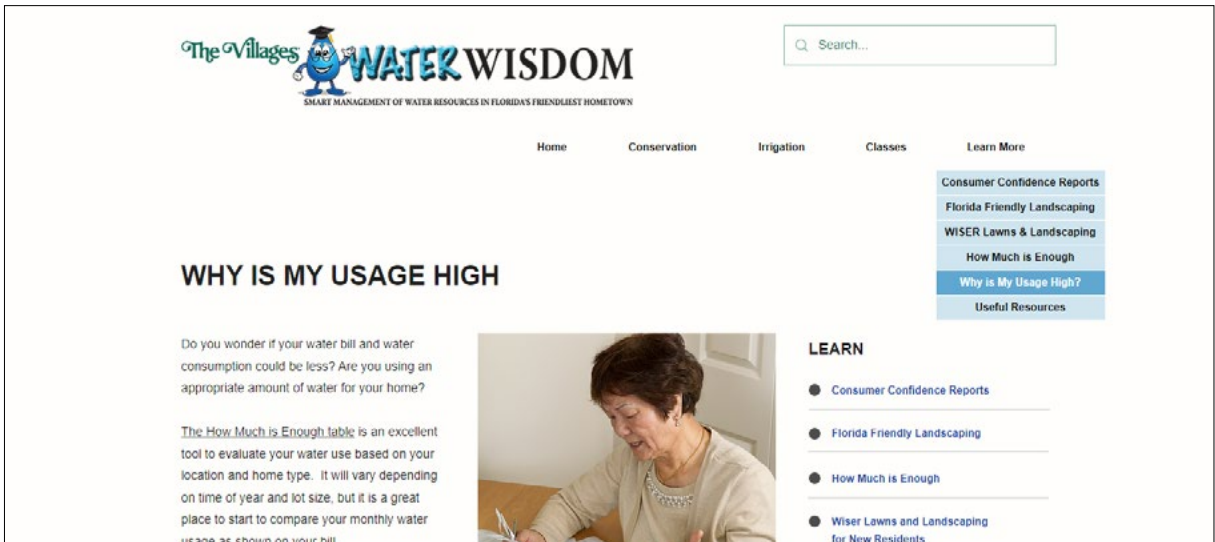 The Villages WATER WISDOM
SMART MANAGEMENT OF WATER RESOURCES IN FLORIDA'S FRIENDLIEST HOMETOWN
Search...
Home Conservation Irrigation Classes Learn More
Consumer Confidence Reports
Florida Friendly Landscaping
WISER Lawns & Landscaping
How Much is Enough
Why is My Usage High?
Useful Resources
WHY IS MY USAGE HIGH
Do you wonder if your water bill and water
consumption could be less? Are you using an
appropriate amount of water for your home?
The How Much is Enough table is an excellent
tool to evaluate your water use based on your
location and home type. It will vary depending
on time of year and lot size, but it is a great
place to start to compare your monthly water
usage as shown on your bill
LEARN
Consumer Confidence Reports
Florida Friendly Landscaping
How Much is Enough
Wiser Lawns and Landscaping
for New Residents